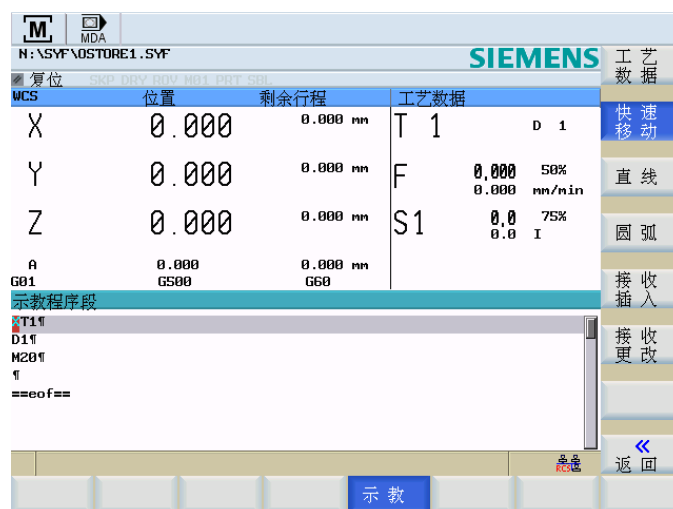 M MDA
N:\SYF\OSTORE1.SYF SIEMENS
复位 SKP DRY ROV M01 PRT SBL
WCS 位置 剩余行程 工艺数据
X 0.000 0.000 mm T 1 D 1
Y 0.000 0.000 mm F 0,000 50%
0.000 mm/min
Z 0.000 0.000 mm S1 0,0 75%
0.0 I
A 0.000 0.000 mm
G01 G500 G60
示教程序段
T1¶
D1¶
M20¶
¶
==eof==
RCS
工艺
数据
快速
移动
直线
圆弧
接收
插入
接收
更改
«
返回
示教